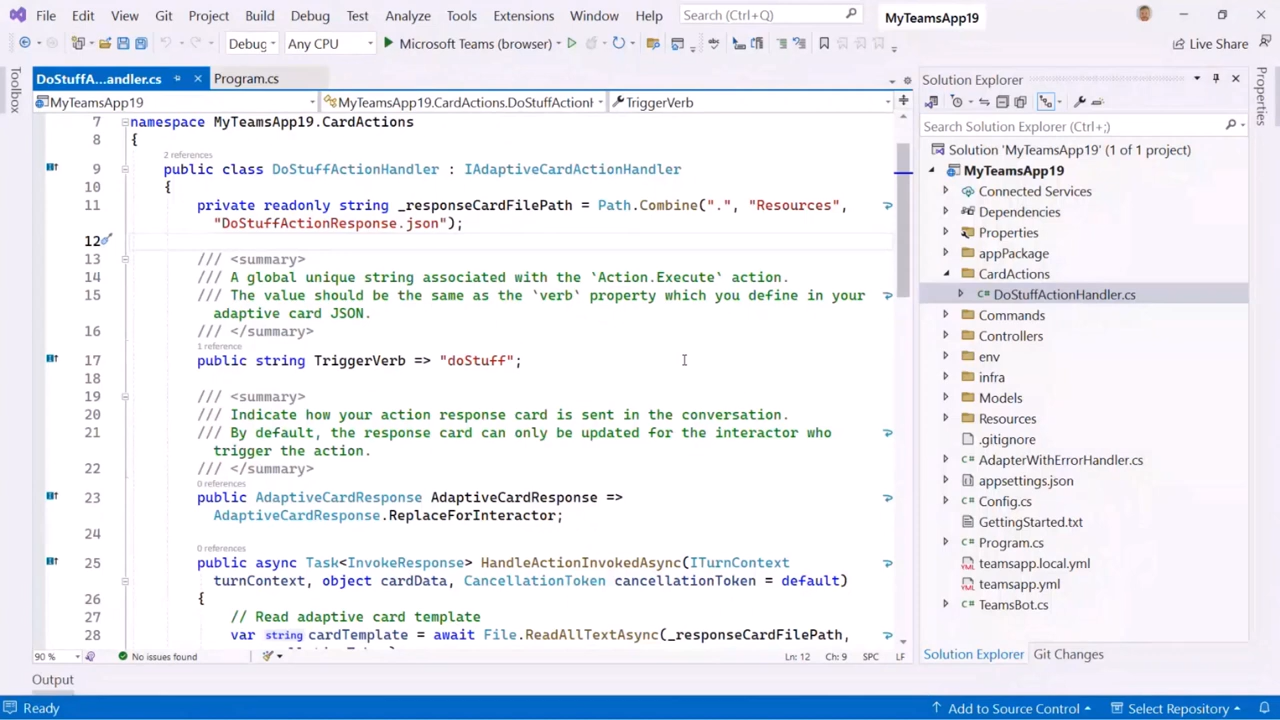 File Edit View Git Project Build Debug Test Analyze Tools Extensions Window Help Search (Ctrl+Q) MyTeamsApp19
Debug Any CPU Microsoft Teams (browser) Live Share
Toolbox
DoStuffA...andler.cs Program.cs
MyTeamsApp19 MyTeamsApp19.CardActions.DoStuffActionH TriggerVerb
7 namespace MyTeamsApp19.CardActions
8 {
2 references
9 public class DoStuffActionHandler : IAdaptiveCardActionHandler
10 {
11 private readonly string _responseCardFilePath = Path.Combine(".", "Resources",
"DoStuffActionResponse.json");
12
13 /// <summary>
14 /// A global unique string associated with the `Action.Execute` action.
15 /// The value should be the same as the `verb` property which you define in your
adaptive card JSON.
16 /// </summary>
1 reference
17 public string TriggerVerb => "doStuff";
18
19 /// <summary>
20 /// Indicate how your action response card is sent in the conversation.
21 /// By default, the response card can only be updated for the interactor who
trigger the action.
22 /// </summary>
0 references
23 public AdaptiveCardResponse AdaptiveCardResponse =>
AdaptiveCardResponse.ReplaceForInteractor;
24
0 references
25 public async Task<InvokeResponse> HandleActionInvokedAsync(ITurnContext
turnContext, object cardData, CancellationToken cancellationToken = default)
26 {
27 // Read adaptive card template
28 var string cardTemplate = await File.ReadAllTextAsync(_responseCardFilePath,
90 % No issues found Ln: 12 Ch: 9 SPC LF
Output
Ready Add to Source Control Select Repository
Solution Explorer
Search Solution Explorer (Ctrl+;)
Solution 'MyTeamsApp19' (1 of 1 project)
MyTeamsApp19
Connected Services
Dependencies
Properties
appPackage
CardActions
C# DoStuffActionHandler.cs
Commands
Controllers
env
infra
Models
Resources
.gitignore
C# AdapterWithErrorHandler.cs
appsettings.json
C# Config.cs
GettingStarted.txt
C# Program.cs
YML teamsapp.local.yml
YML teamsapp.yml
C# TeamsBot.cs
Solution Explorer Git Changes
Properties